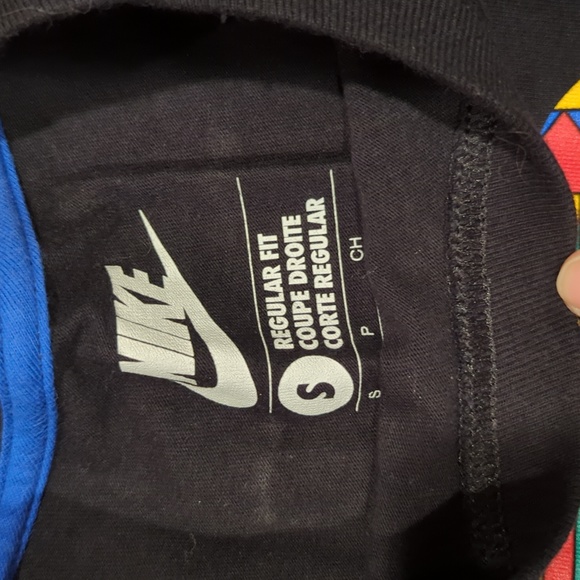 NIKE
REGULAR FIT
COUPE DROITE
CORTE REGULAR
S
S P CH